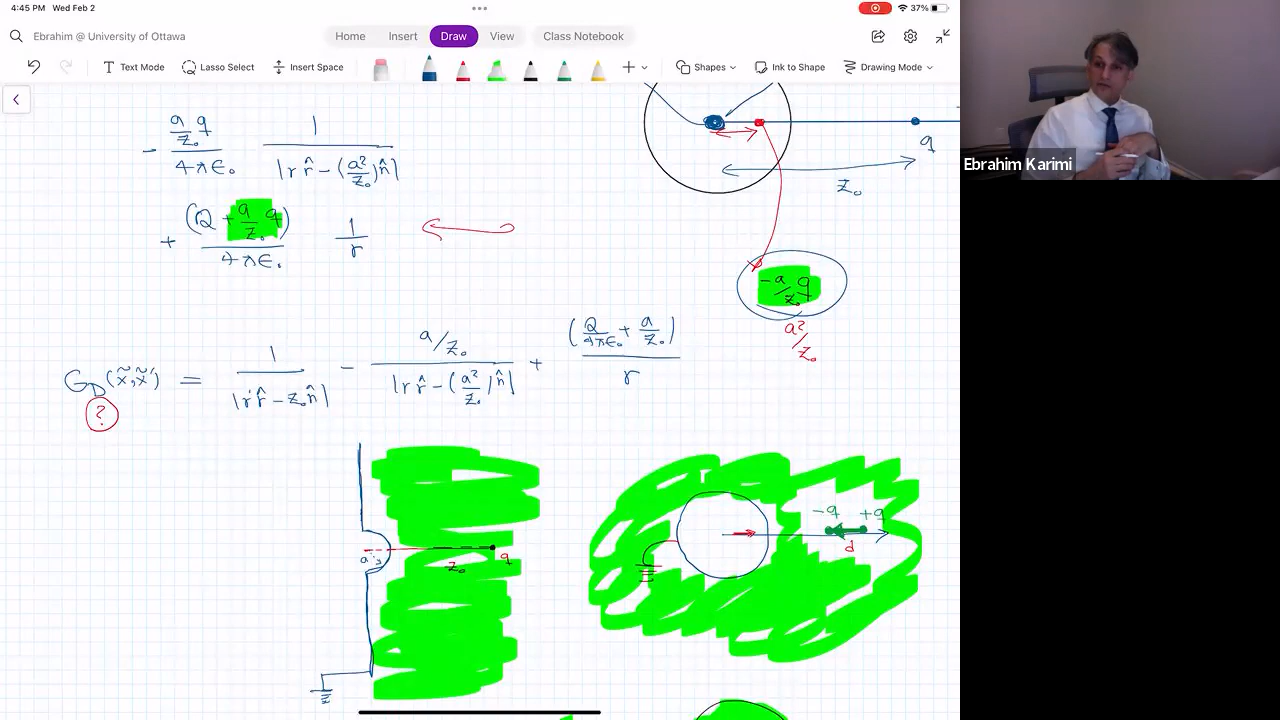 4:45 PM Wed Feb 2
37%
Ebrahim @ University of Ottawa
Home Insert Draw View Class Notebook
Text Mode Lasso Select Insert Space Shapes Ink to Shape Drawing Mode
Ebrahim Karimi
- (a/z₀ q)/(4πε₀) 1/|r r̂ - (a²/z₀) n̂|
+ (Q + a/z₀ q)/(4πε₀) 1/r
q
z₀
-a/z₀ q
a²/z₀
G_D(x̃, x̃') = 1/|r r̂ - z₀ n̂| - (a/z₀)/|r r̂ - (a²/z₀) n̂| + (Q/4πε₀ + a/z₀)/r
?
a
z₀
q
-q +q
d